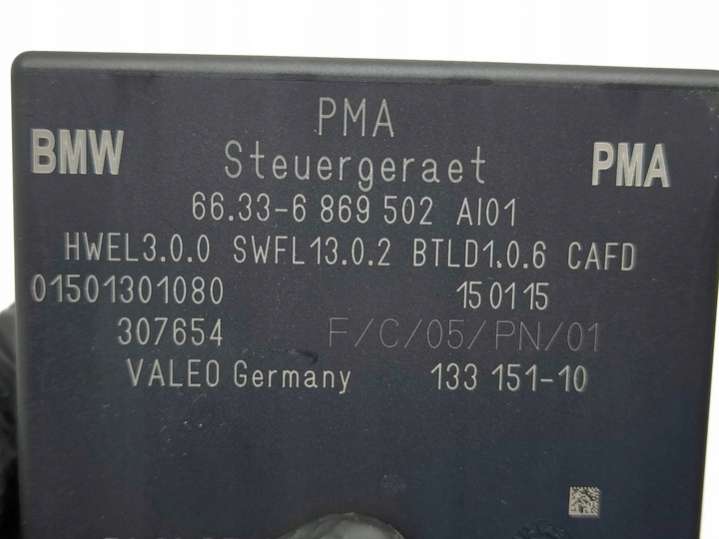 PMA
BMW Steuergeraet PMA
66.33-6 869 502 AI01
HWEL3.0.0 SWFL13.0.2 BTLD1.0.6 CAFD
01501301080 150115
307654 F/C/05/PN/01
VALEO Germany 133 151-10